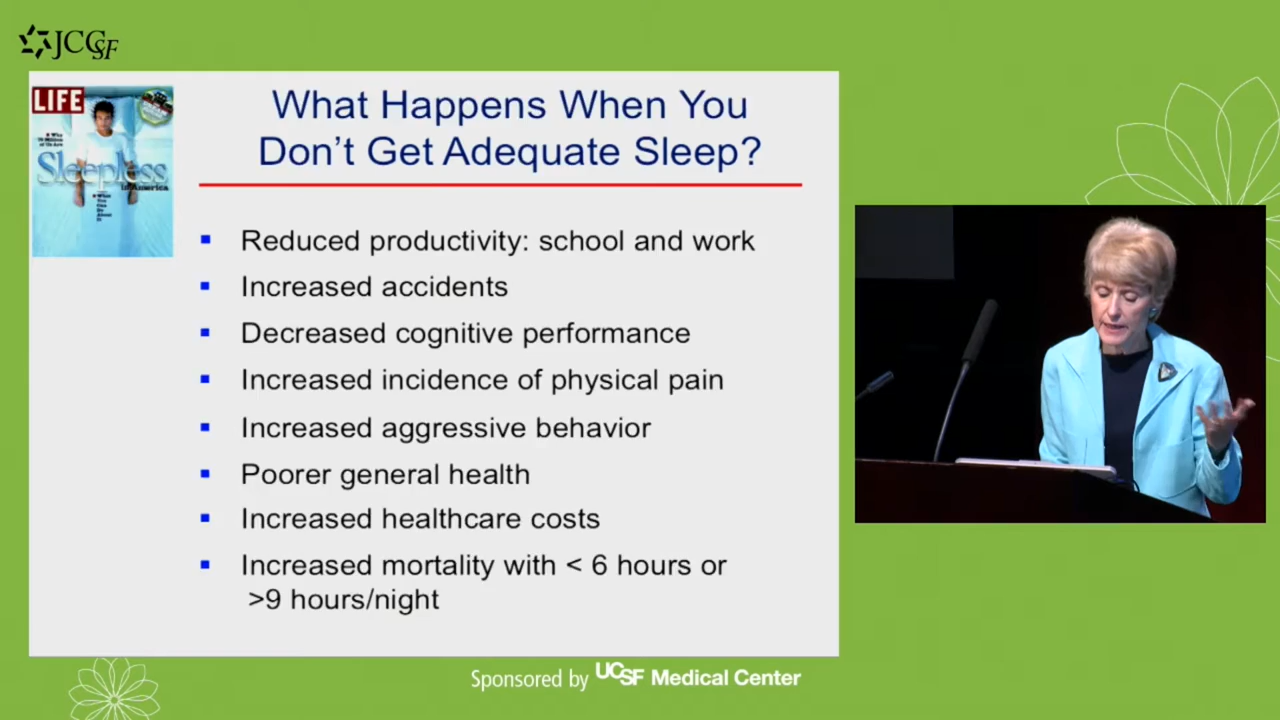 JCCSF
LIFE
Sleepless
in America
What Happens When You
Don't Get Adequate Sleep?
▪ Reduced productivity: school and work
▪ Increased accidents
▪ Decreased cognitive performance
▪ Increased incidence of physical pain
▪ Increased aggressive behavior
▪ Poorer general health
▪ Increased healthcare costs
▪ Increased mortality with < 6 hours or
>9 hours/night
Sponsored by UCSF Medical Center